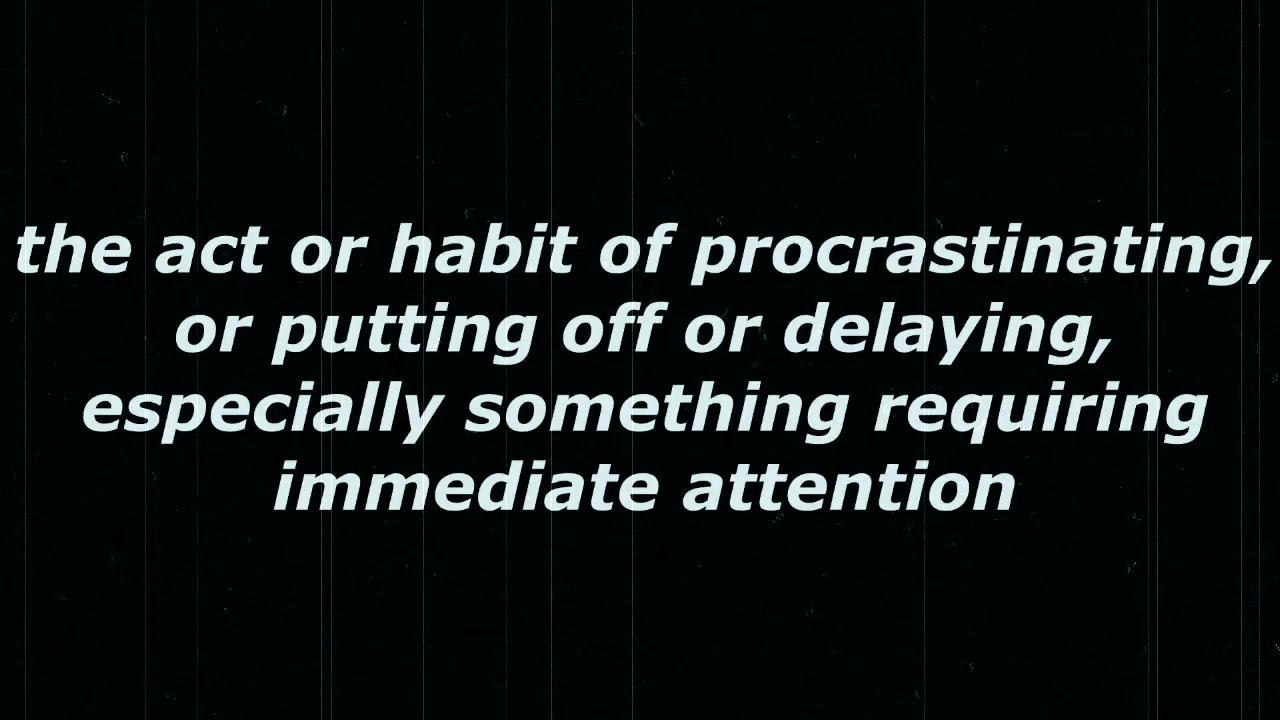 the act or habit of procrastinating,
or putting off or delaying,
especially something requiring
immediate attention